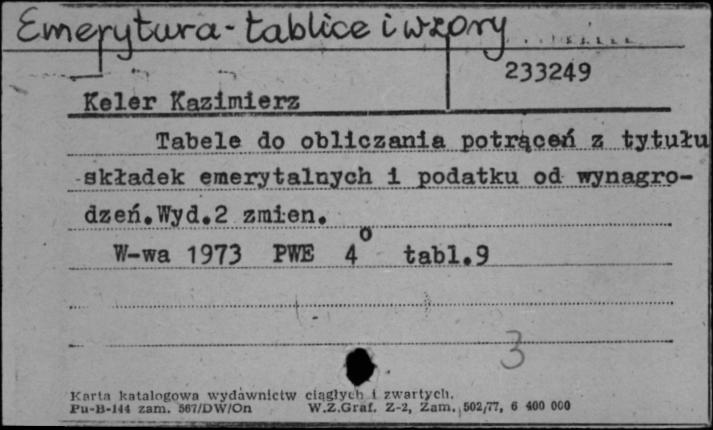 Emerytura - tablice i wzory
233249
Keler Kazimierz
Tabele do obliczania potrąceń z tytułu
składek emerytalnych i podatku od wynagro-
dzeń.Wyd.2 zmien.
W-wa 1973 PWE 4º tabl.9
3
Karta katalogowa wydawnictw ciągłych i zwartych.
Pu-B-144 zam. 567/DW/On W.Z.Graf. Z-2, Zam. 502/77, 6 400 000